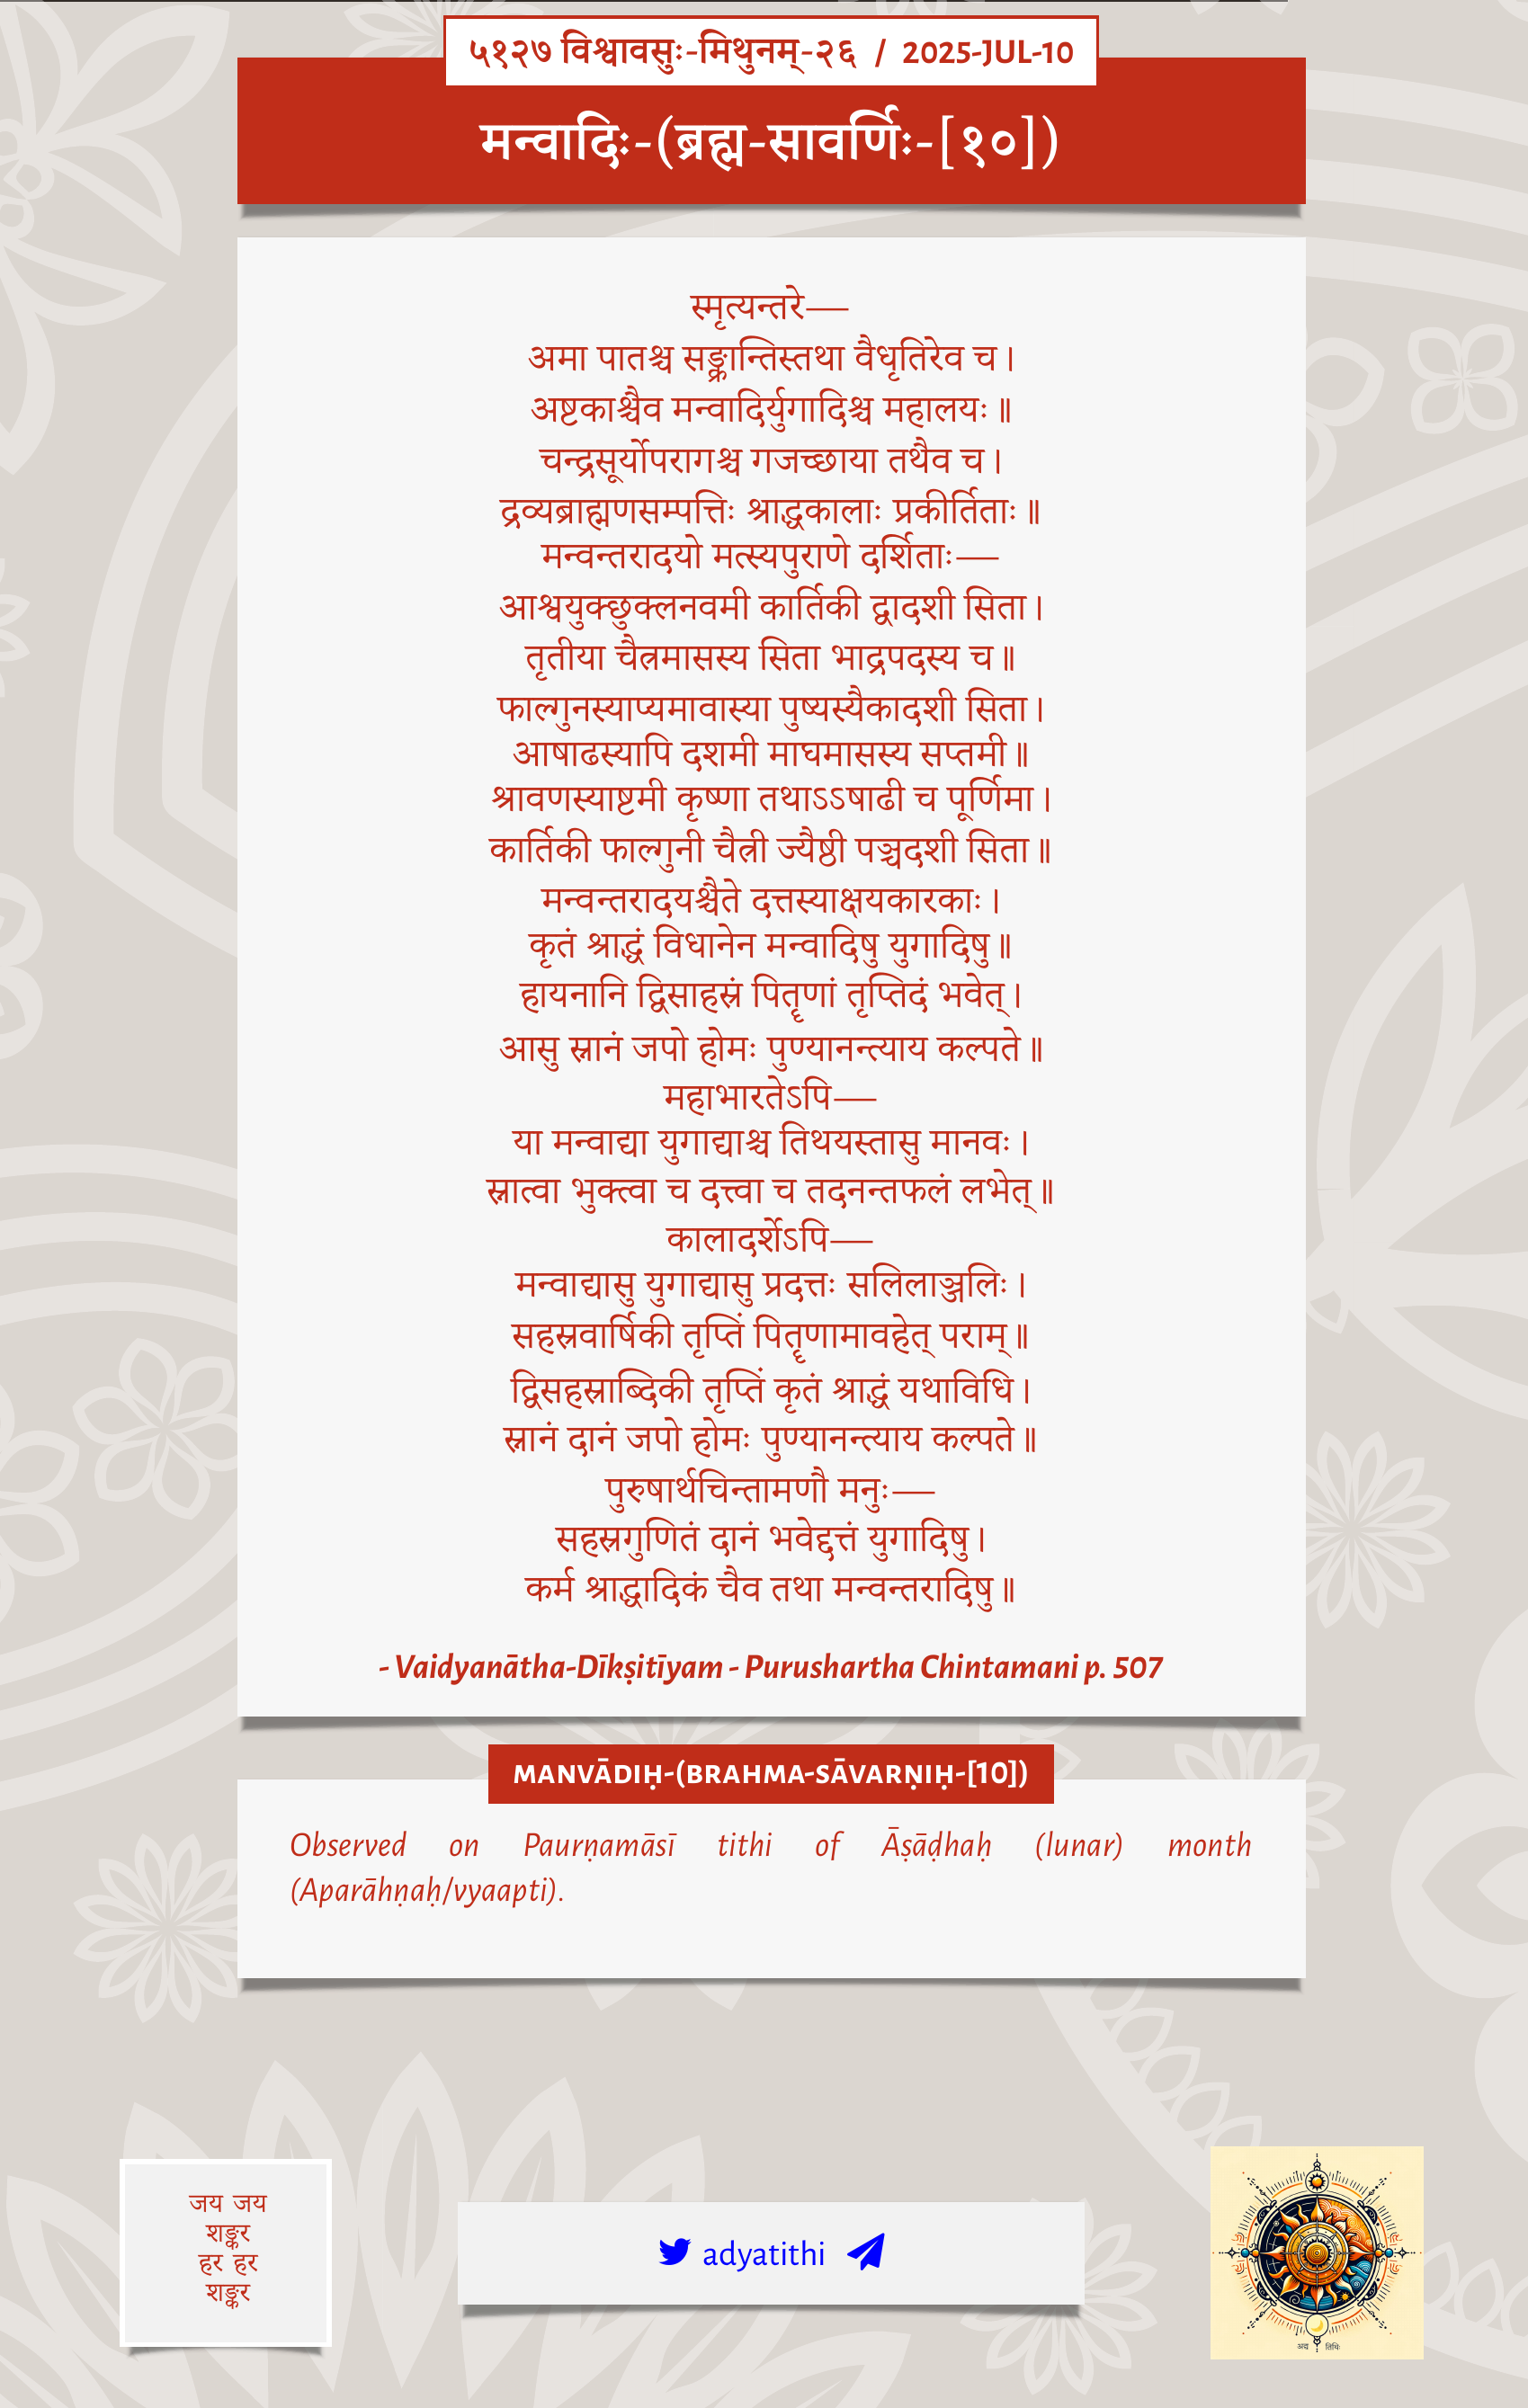 ५१२७ विश्वावसुः-मिथुनम्-२६ / 2025-JUL-10
मन्वादिः-(ब्रह्म-सावर्णिः-[१०])
स्मृत्यन्तरे—
अमा पातश्च सङ्क्रान्तिस्तथा वैधृतिरेव च।
अष्टकाश्चैव मन्वादिर्युगादिश्च महालयः॥
चन्द्रसूर्योपरागश्च गजच्छाया तथैव च।
द्रव्यब्राह्मणसम्पत्तिः श्राद्धकालाः प्रकीर्तिताः॥
मन्वन्तरादयो मत्स्यपुराणे दर्शिताः—
आश्वयुक्छुक्लनवमी कार्तिकी द्वादशी सिता।
तृतीया चैत्रमासस्य सिता भाद्रपदस्य च॥
फाल्गुनस्याप्यमावास्या पुष्यस्यैकादशी सिता।
आषाढस्यापि दशमी माघमासस्य सप्तमी॥
श्रावणस्याष्टमी कृष्णा तथाऽऽषाढी च पूर्णिमा।
कार्तिकी फाल्गुनी चैत्री ज्यैष्ठी पञ्चदशी सिता॥
मन्वन्तरादयश्चैते दत्तस्याक्षयकारकाः।
कृतं श्राद्धं विधानेन मन्वादिषु युगादिषु॥
हायनानि द्विसाहस्रं पितॄणां तृप्तिदं भवेत्।
आसु स्नानं जपो होमः पुण्यानन्त्याय कल्पते॥
महाभारतेऽपि—
या मन्वाद्या युगाद्याश्च तिथयस्तासु मानवः।
स्नात्वा भुक्त्वा च दत्त्वा च तदनन्तफलं लभेत्॥
कालादर्शेऽपि—
मन्वाद्यासु युगाद्यासु प्रदत्तः सलिलाञ्जलिः।
सहस्रवार्षिकी तृप्तिं पितॄणामावहेत् पराम्॥
द्विसहस्राब्दिकी तृप्तिं कृतं श्राद्धं यथाविधि।
स्नानं दानं जपो होमः पुण्यानन्त्याय कल्पते॥
पुरुषार्थचिन्तामणौ मनुः—
सहस्रगुणितं दानं भवेद्दत्तं युगादिषु।
कर्म श्राद्धादिकं चैव तथा मन्वन्तरादिषु॥
- Vaidyanātha-Dīkṣitīyam - Purushartha Chintamani p. 507
MANVĀDIḤ-(BRAHMA-SĀVARṆIḤ-[10])
Observed on Paurṇamāsī tithi of Āṣāḍhaḥ (lunar) month
(Aparāhṇaḥ/vyaapti).
जय जय
शङ्कर
हर हर
शङ्कर
adyatithi
अद्य तिथिः